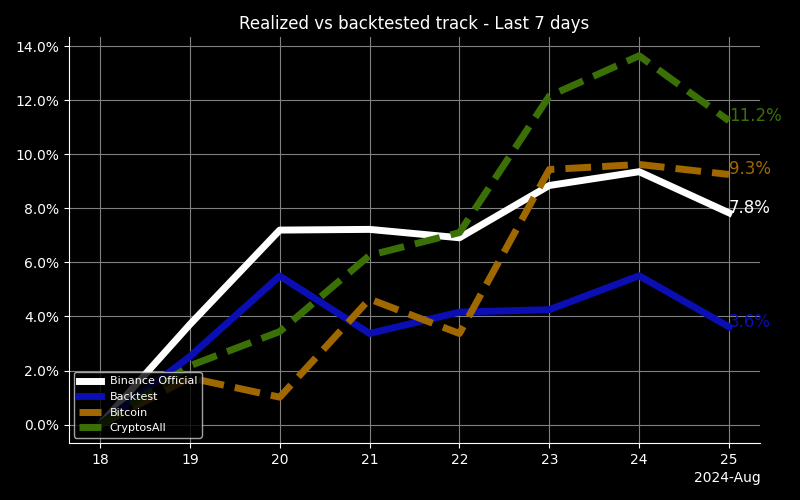 Realized vs backtested track - Last 7 days
14.0%
12.0%
10.0%
8.0%
6.0%
4.0%
2.0%
0.0%
11.2%
9.3%
7.8%
3.6%
Binance Official
Backtest
Bitcoin
CryptosAll
18 19 20 21 22 23 24 25
2024-Aug